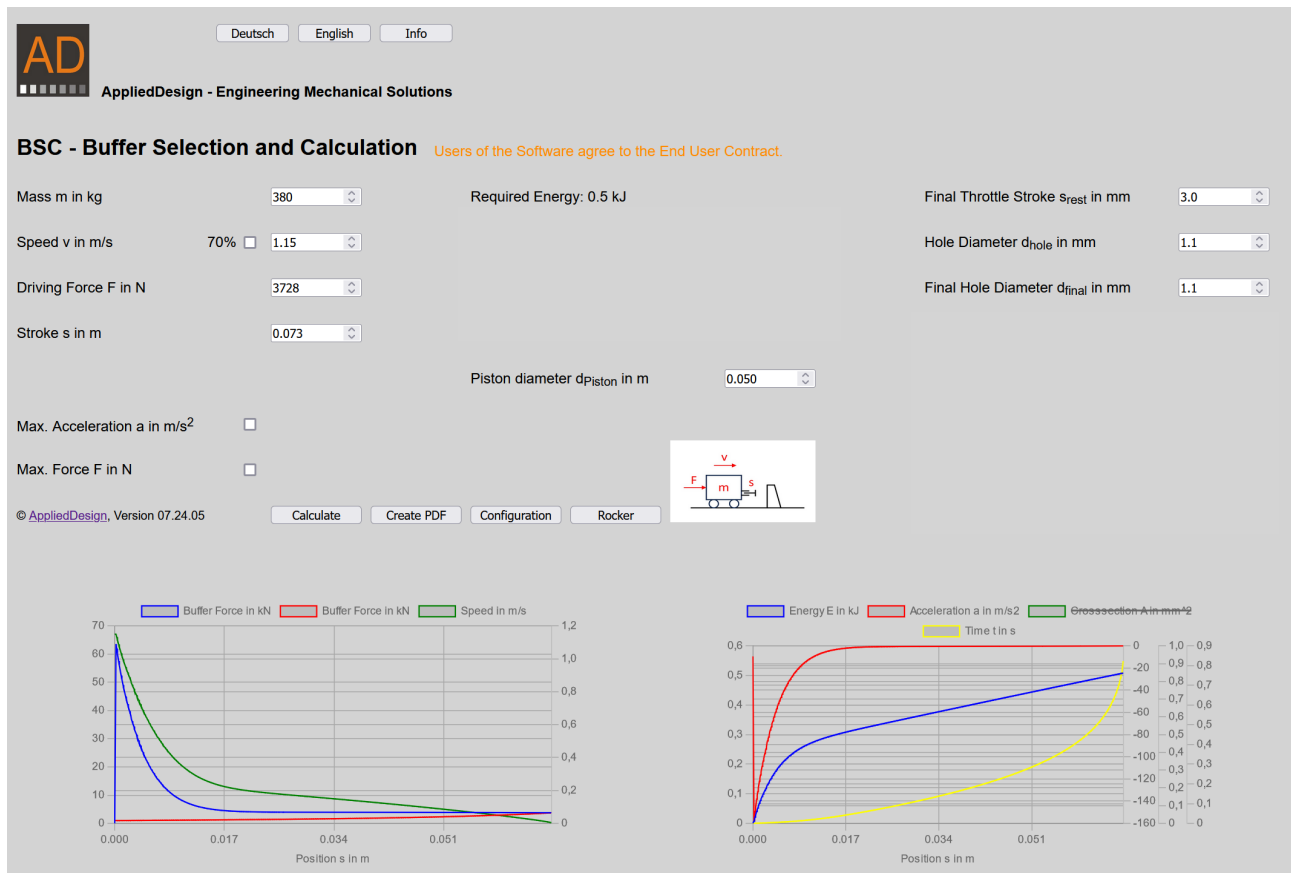 Deutsch English Info
AD
AppliedDesign - Engineering Mechanical Solutions
BSC - Buffer Selection and Calculation Users of the Software agree to the End User Contract.
Mass m in kg 380 Required Energy: 0.5 kJ Final Throttle Stroke srest in mm 3.0
Speed v in m/s 70% 1.15 Hole Diameter dhole in mm 1.1
Driving Force F in N 3728 Final Hole Diameter dfinal in mm 1.1
Stroke s in m 0.073
Piston diameter dPiston in m 0.050
Max. Acceleration a in m/s2
Max. Force F in N
v
F m s
© AppliedDesign, Version 07.24.05 Calculate Create PDF Configuration Rocker
Buffer Force in kN Buffer Force in kN Speed in m/s
70 1,2
60 1,0
50 0,8
40
30 0,6
20 0,4
10 0,2
0 0
0.000 0.017 0.034 0.051
Position s in m
Energy E in kJ Acceleration a in m/s2 Crosssection A in mm^2
Time t in s
0,6 0 1,0 0,9
0,5 -20 0,9 0,8
0,4 -40 0,8 0,7
0,3 -60 0,7 0,6
0,2 -80 0,6 0,5
0,1 -100 0,5 0,4
0 -120 0,4 0,3
-140 0,3 0,2
-160 0,2 0,1
0,1 0
0
0.000 0.017 0.034 0.051
Position s in m